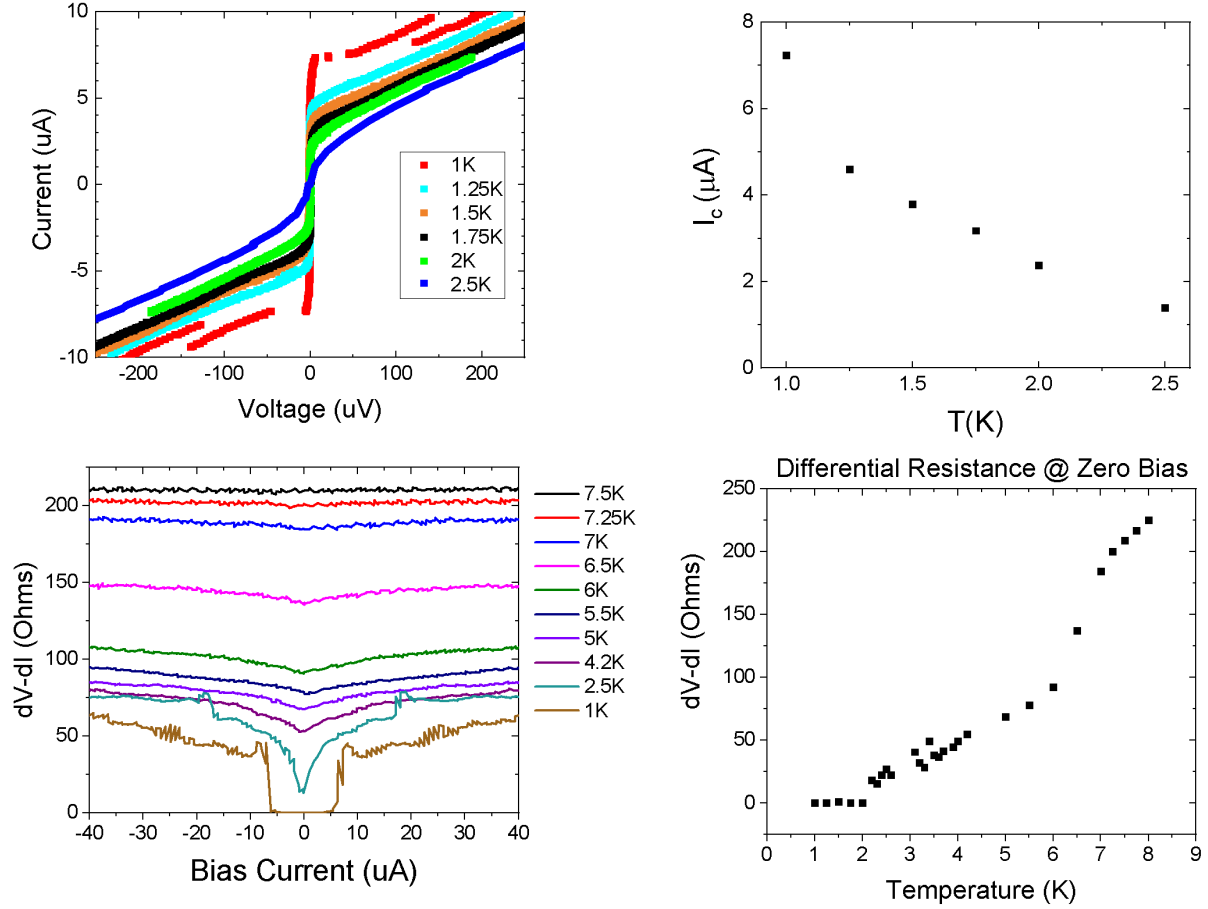 10
5
0
-5
-10
Current (uA)
-200
-100
0
100
200
Voltage (uV)
1K
1.25K
1.5K
1.75K
2K
2.5K
8
6
4
2
0
I_c (μA)
1.0
1.5
2.0
2.5
T(K)
200
150
100
50
0
dV-dI (Ohms)
-40
-30
-20
-10
0
10
20
30
40
Bias Current (uA)
7.5K
7.25K
7K
6.5K
6K
5.5K
5K
4.2K
2.5K
1K
Differential Resistance @ Zero Bias
250
200
150
100
50
0
dV-dI (Ohms)
0
1
2
3
4
5
6
7
8
9
Temperature (K)